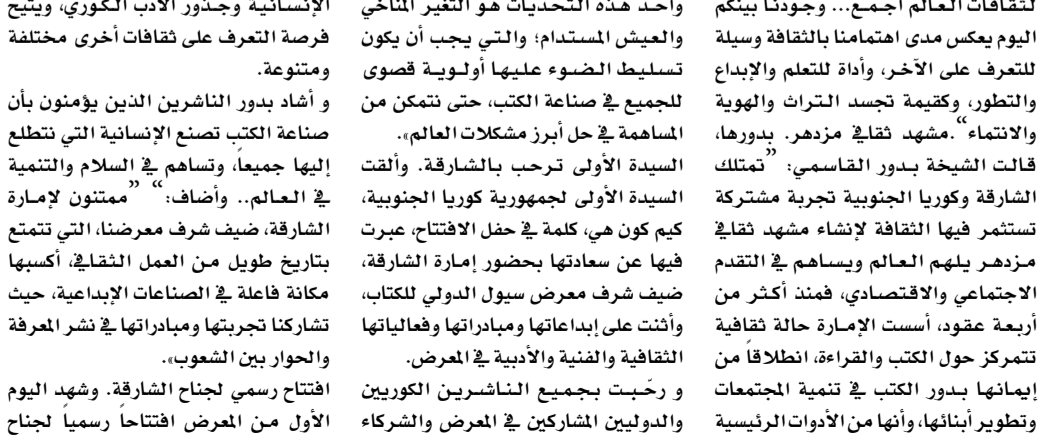 لثقافات العالم أجمع... وجودنا بينكم
اليوم يعكس مدى اهتمامنا بالثقافة وسيلة
للتعرف على الآخر، وأداة للتعلم والإبداع
والتطور، وكقيمة تجسد التراث والهوية
والانتماء“.مشهد ثقافي مزدهر. بدورها،
قالت الشيخة بدور القاسمي: ”تمتلك
الشارقة وكوريا الجنوبية تجربة مشتركة
تستثمر فيها الثقافة لإنشاء مشهد ثقافي
مزدهر يلهم العالم ويساهم في التقدم
الاجتماعي والاقتصادي، فمنذ أكثر من
أربعة عقود، أسست الإمارة حالة ثقافية
تتمركز حول الكتب والقراءة، انطلاقاً من
إيمانها بدور الكتب في تنمية المجتمعات
وتطوير أبنائها، وأنها من الأدوات الرئيسية
وأحد هذه التحديات هو التغير المناخي
والعيش المستدام؛ والتي يجب أن يكون
تسليط الضوء عليها أولوية قصوى
للجميع في صناعة الكتب، حتى نتمكن من
المساهمة في حل أبرز مشكلات العالم».
السيدة الأولى ترحب بالشارقة. وألقت
السيدة الأولى لجمهورية كوريا الجنوبية،
كيم كون هي، كلمة في حفل الافتتاح، عبرت
فيها عن سعادتها بحضور إمارة الشارقة،
ضيف شرف معرض سيول الدولي للكتاب،
وأثنت على إبداعاتها ومبادراتها وفعالياتها
الثقافية والفنية والأدبية في المعرض.
و رحّبت بجميع الناشرين الكوريين
والدوليين المشاركين في المعرض والشركاء
الإنسانية وجذور الأدب الكوري، ويتيح
فرصة التعرف على ثقافات أخرى مختلفة
ومتنوعة.
و أشاد بدور الناشرين الذين يؤمنون بأن
صناعة الكتب تصنع الإنسانية التي نتطلع
إليها جميعاً، وتساهم في السلام والتنمية
في العالم.. وأضاف:“ ”ممتنون لإمارة
الشارقة، ضيف شرف معرضنا، التي تتمتع
بتاريخ طويل من العمل الثقافي، أكسبها
مكانة فاعلة في الصناعات الإبداعية، حيث
تشاركنا تجربتها ومبادراتها في نشر المعرفة
والحوار بين الشعوب».
افتتاح رسمي لجناح الشارقة. وشهد اليوم
الأول من المعرض افتتاحاً رسمياً لجناح